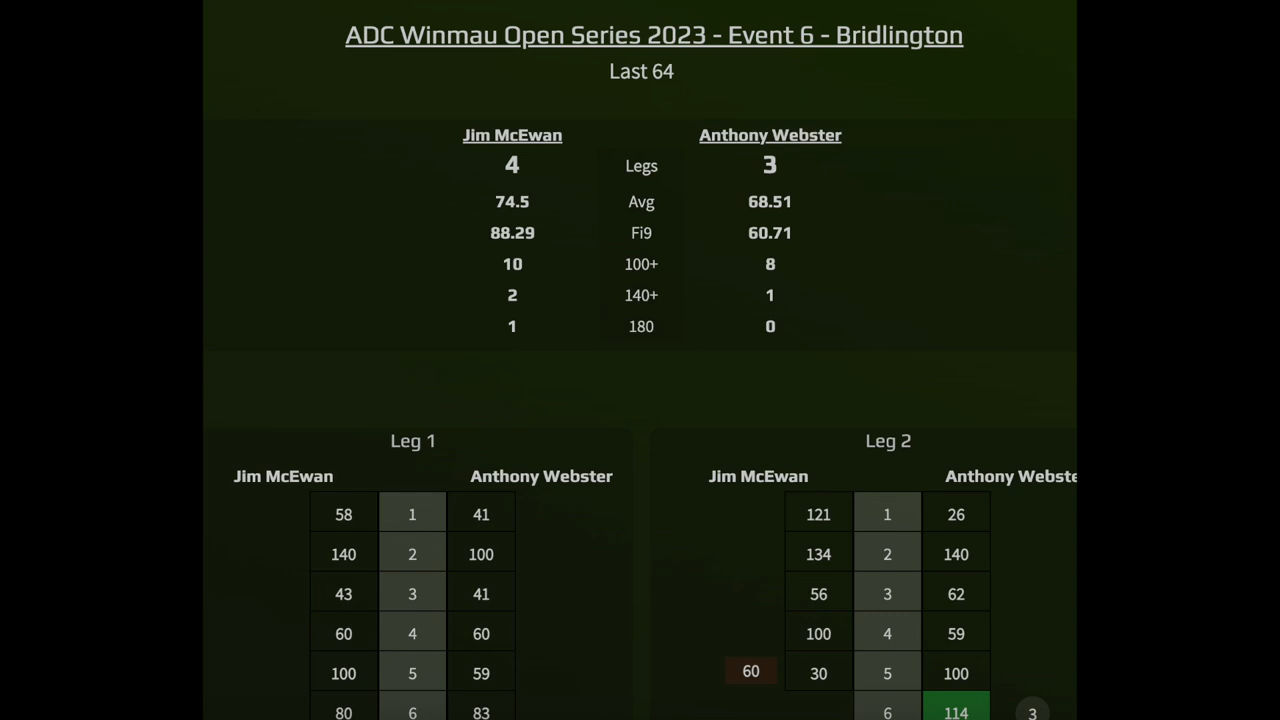 ADC Winmau Open Series 2023 - Event 6 - Bridlington
Last 64
Jim McEwan Anthony Webster
4 Legs 3
74.5 Avg 68.51
88.29 Fi9 60.71
10 100+ 8
2 140+ 1
1 180 0
Leg 1 Leg 2
Jim McEwan Anthony Webster Jim McEwan Anthony Webste
58 1 41 121 1 26
140 2 100 134 2 140
43 3 41 56 3 62
60 4 60 100 4 59
100 5 59 60 30 5 100
80 6 83 6 114 3